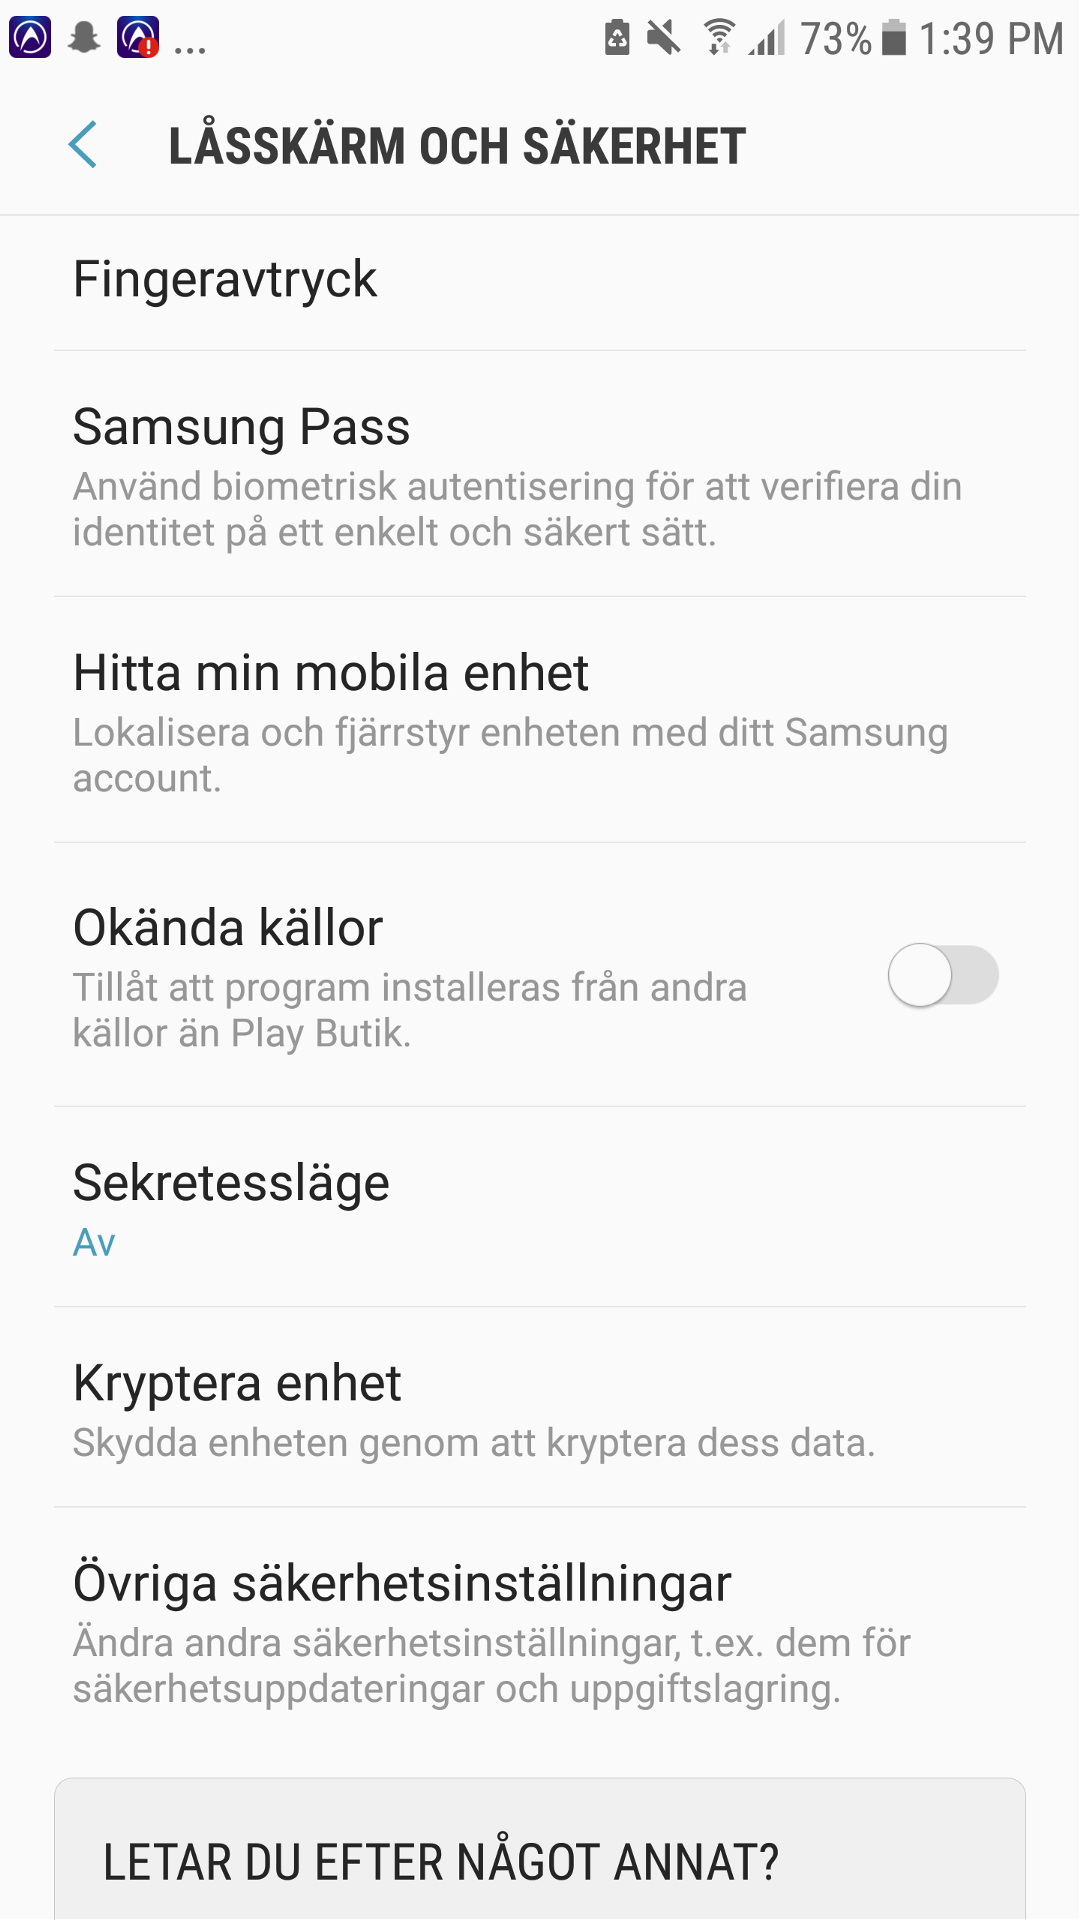 ... 73% 1:39 PM
LÅSSKÄRM OCH SÄKERHET
Fingeravtryck
Samsung Pass
Använd biometrisk autentisering för att verifiera din
identitet på ett enkelt och säkert sätt.
Hitta min mobila enhet
Lokalisera och fjärrstyr enheten med ditt Samsung
account.
Okända källor
Tillåt att program installeras från andra
källor än Play Butik.
Sekretessläge
Av
Kryptera enhet
Skydda enheten genom att kryptera dess data.
Övriga säkerhetsinställningar
Ändra andra säkerhetsinställningar, t.ex. dem för
säkerhetsuppdateringar och uppgiftslagring.
LETAR DU EFTER NÅGOT ANNAT?